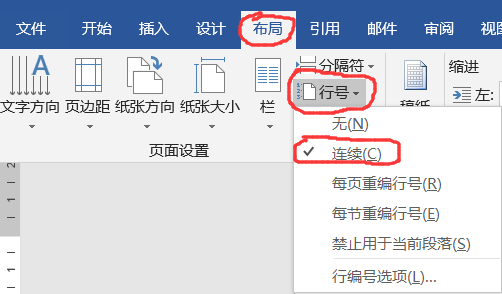 文件 开始 插入 设计 布局 引用 邮件 审阅 视
A 分隔符 缩进
行号 左:
文字方向 页边距 纸张方向 纸张大小 栏 稿纸
无(N)
页面设置
连续(C)
每页重编行号(R)
每节重编行号(E)
禁止用于当前段落(S)
行编号选项(L)...
2
1
1